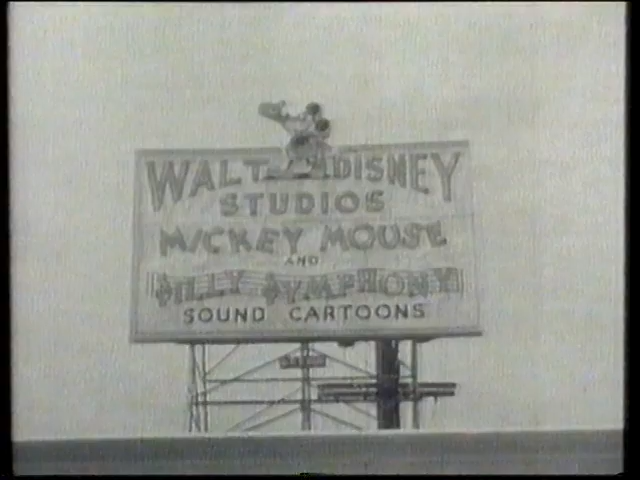 WALT DISNEY
STUDIOS
MICKEY MOUSE
AND
SILLY SYMPHONY
SOUND CARTOONS